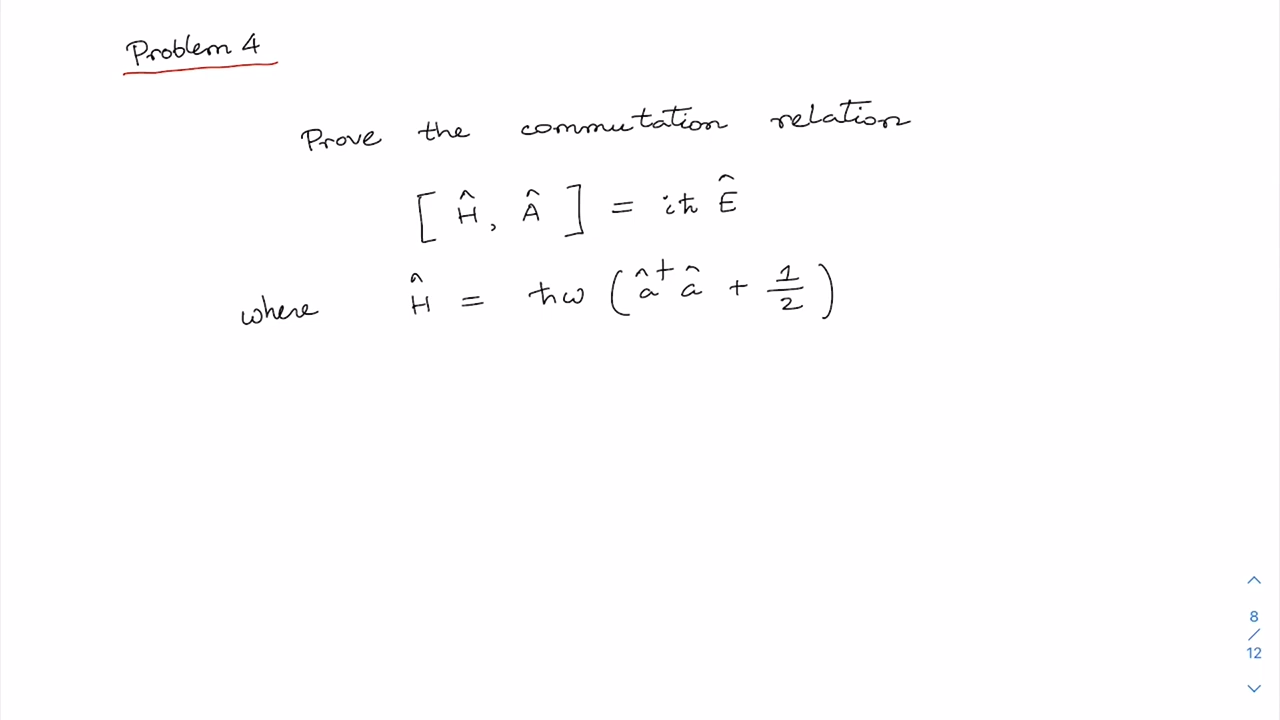 Problem 4
Prove the commutation relation
[ Ĥ, Â ] = iħ Ê
where Ĥ = ħω ( â† â + 1/2 )
8
/
12